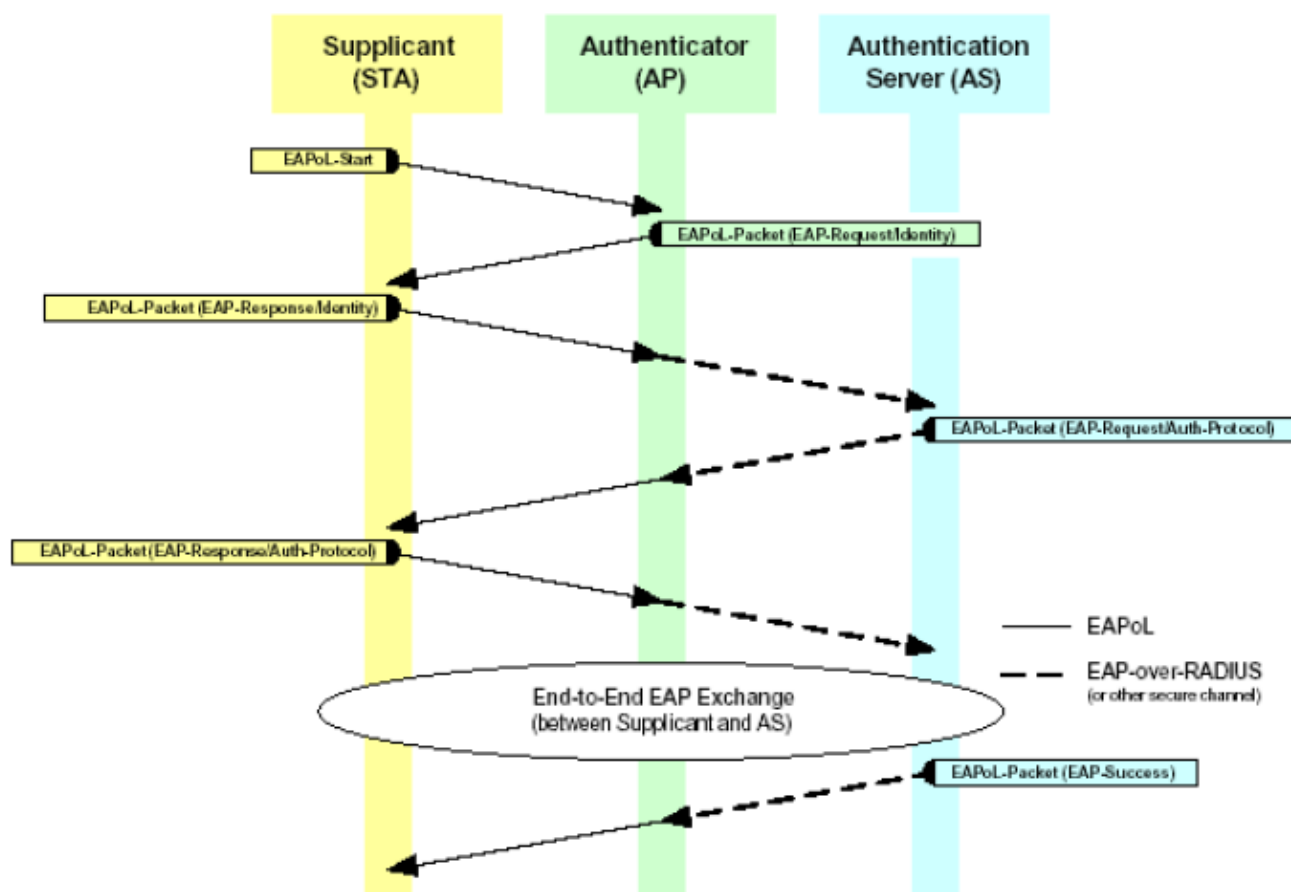 Supplicant
(STA)
Authenticator
(AP)
Authentication
Server (AS)
EAPoL-Start
EAPoL-Packet (EAP-Request/Identity)
EAPoL-Packet (EAP-Response/Identity)
EAPoL-Packet (EAP-Request/Auth-Protocol)
EAPoL-Packet (EAP-Response/Auth-Protocol)
EAPoL
EAP-over-RADIUS
(or other secure channel)
End-to-End EAP Exchange
(between Supplicant and AS)
EAPoL-Packet (EAP-Success)